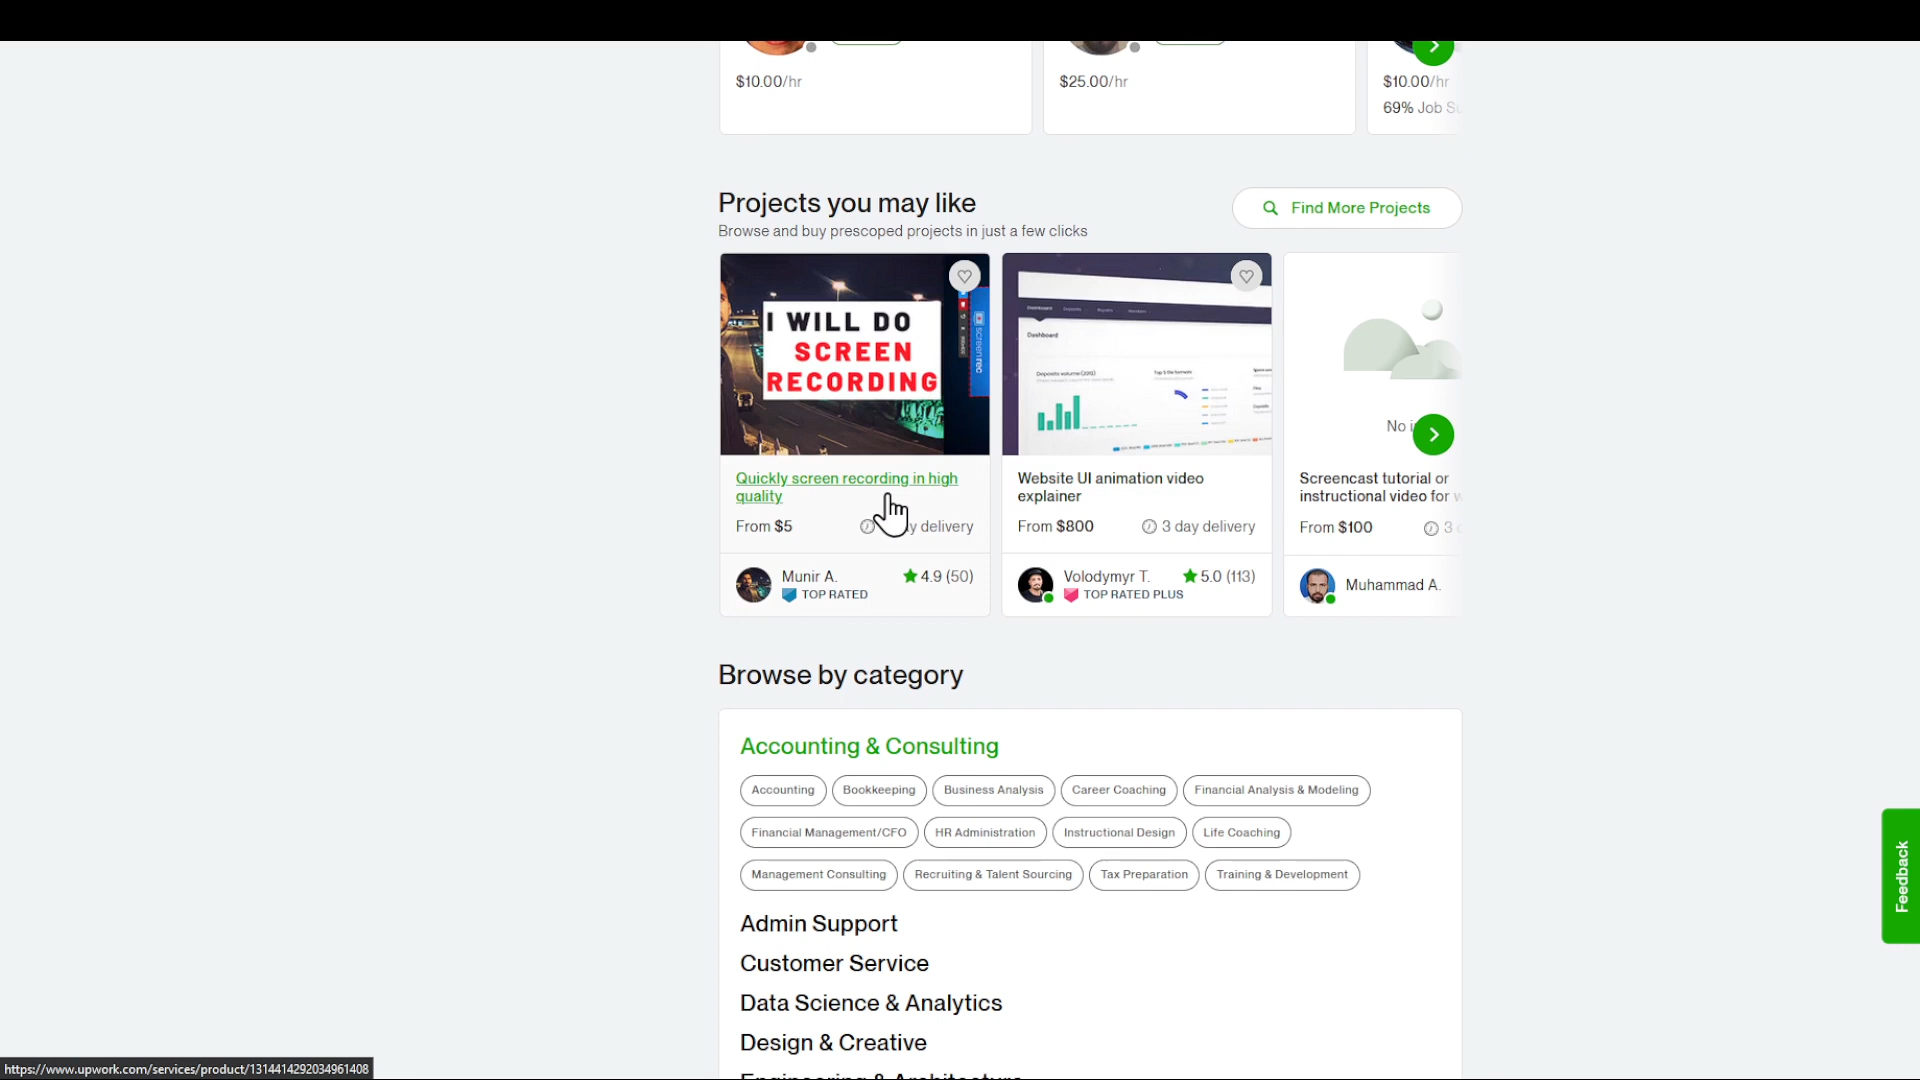 $10.00/hr
$25.00/hr
$10.00/hr
69% Job
Projects you may like
Find More Projects
Browse and buy prescoped projects in just a few clicks
I WILL DO
SCREEN
RECORDING
screenrec
Dashboard
Dashboard
No
Quickly screen recording in high
quality
From $5
delivery
Website UI animation video
explainer
From $800
3 day delivery
Screencast tutorial or
instructional video for
From $100
3
Munir A.
4.9 (50)
TOP RATED
Volodymyr T.
5.0 (113)
TOP RATED PLUS
Muhammad A.
Browse by category
Accounting & Consulting
Accounting
Bookkeeping
Business Analysis
Career Coaching
Financial Analysis & Modeling
Financial Management/CFO
HR Administration
Instructional Design
Life Coaching
Management Consulting
Recruiting & Talent Sourcing
Tax Preparation
Training & Development
Admin Support
Customer Service
Data Science & Analytics
Design & Creative
Feedback
https://www.upwork.com/services/product/1314414292034961408